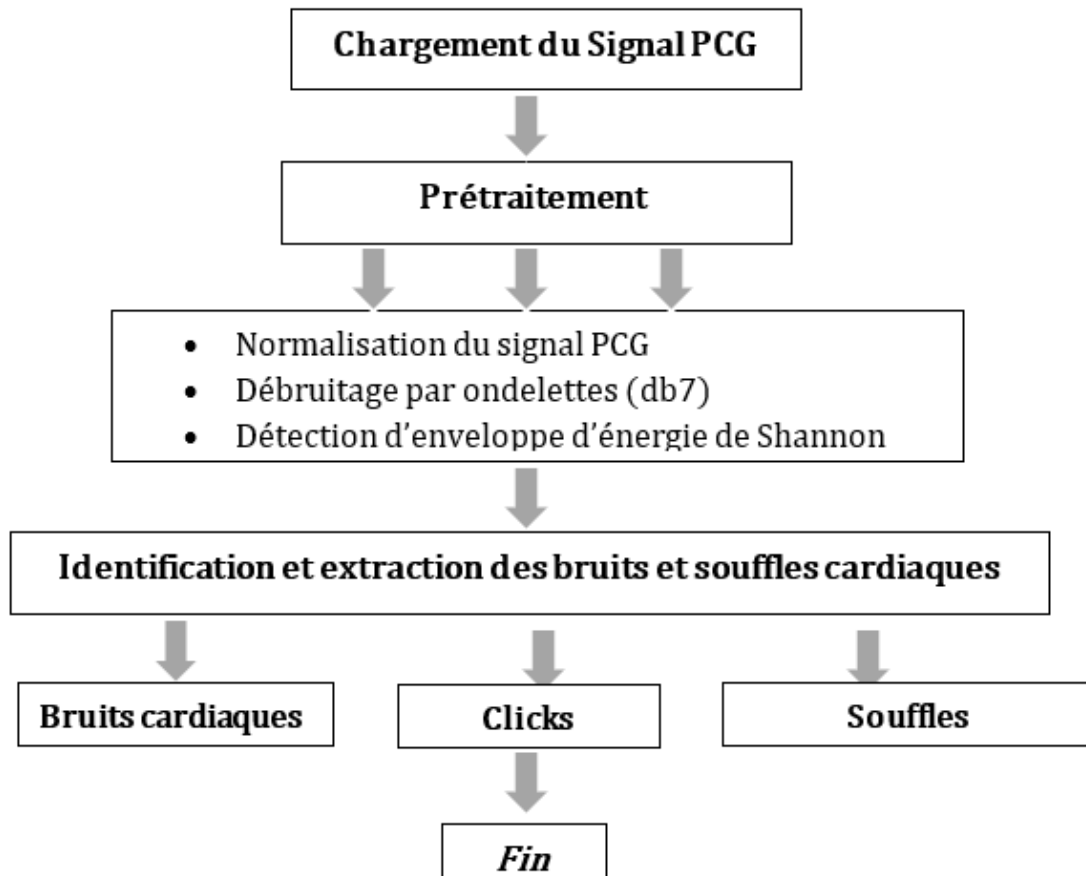 Chargement du Signal PCG
Prétraitement
• Normalisation du signal PCG
• Débruitage par ondelettes (db7)
• Détection d'enveloppe d'énergie de Shannon
Identification et extraction des bruits et souffles cardiaques
Bruits cardiaques
Clicks
Souffles
Fin